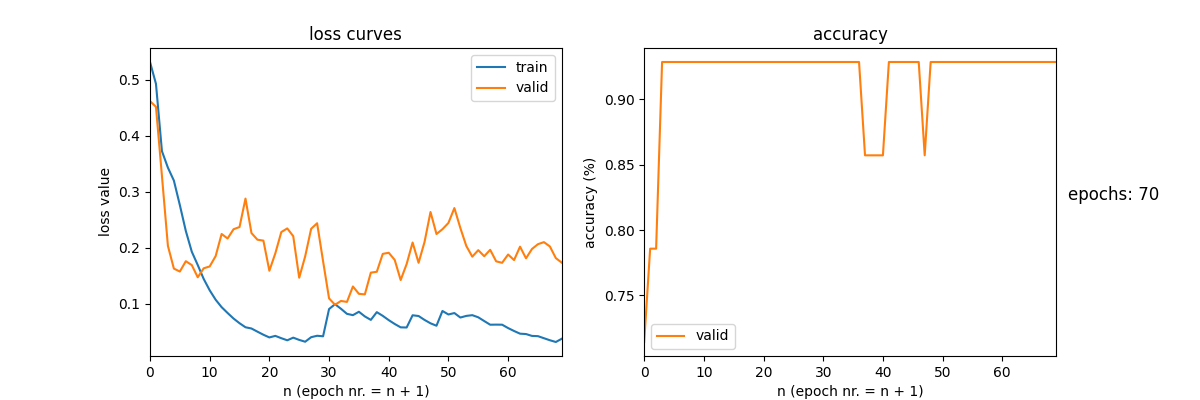 loss curves
loss value
0.5
0.4
0.3
0.2
0.1
train
valid
0 10 20 30 40 50 60
n (epoch nr. = n + 1)
accuracy
accuracy (%)
0.90
0.85
0.80
0.75
valid
0 10 20 30 40 50 60
n (epoch nr. = n + 1)
epochs: 70